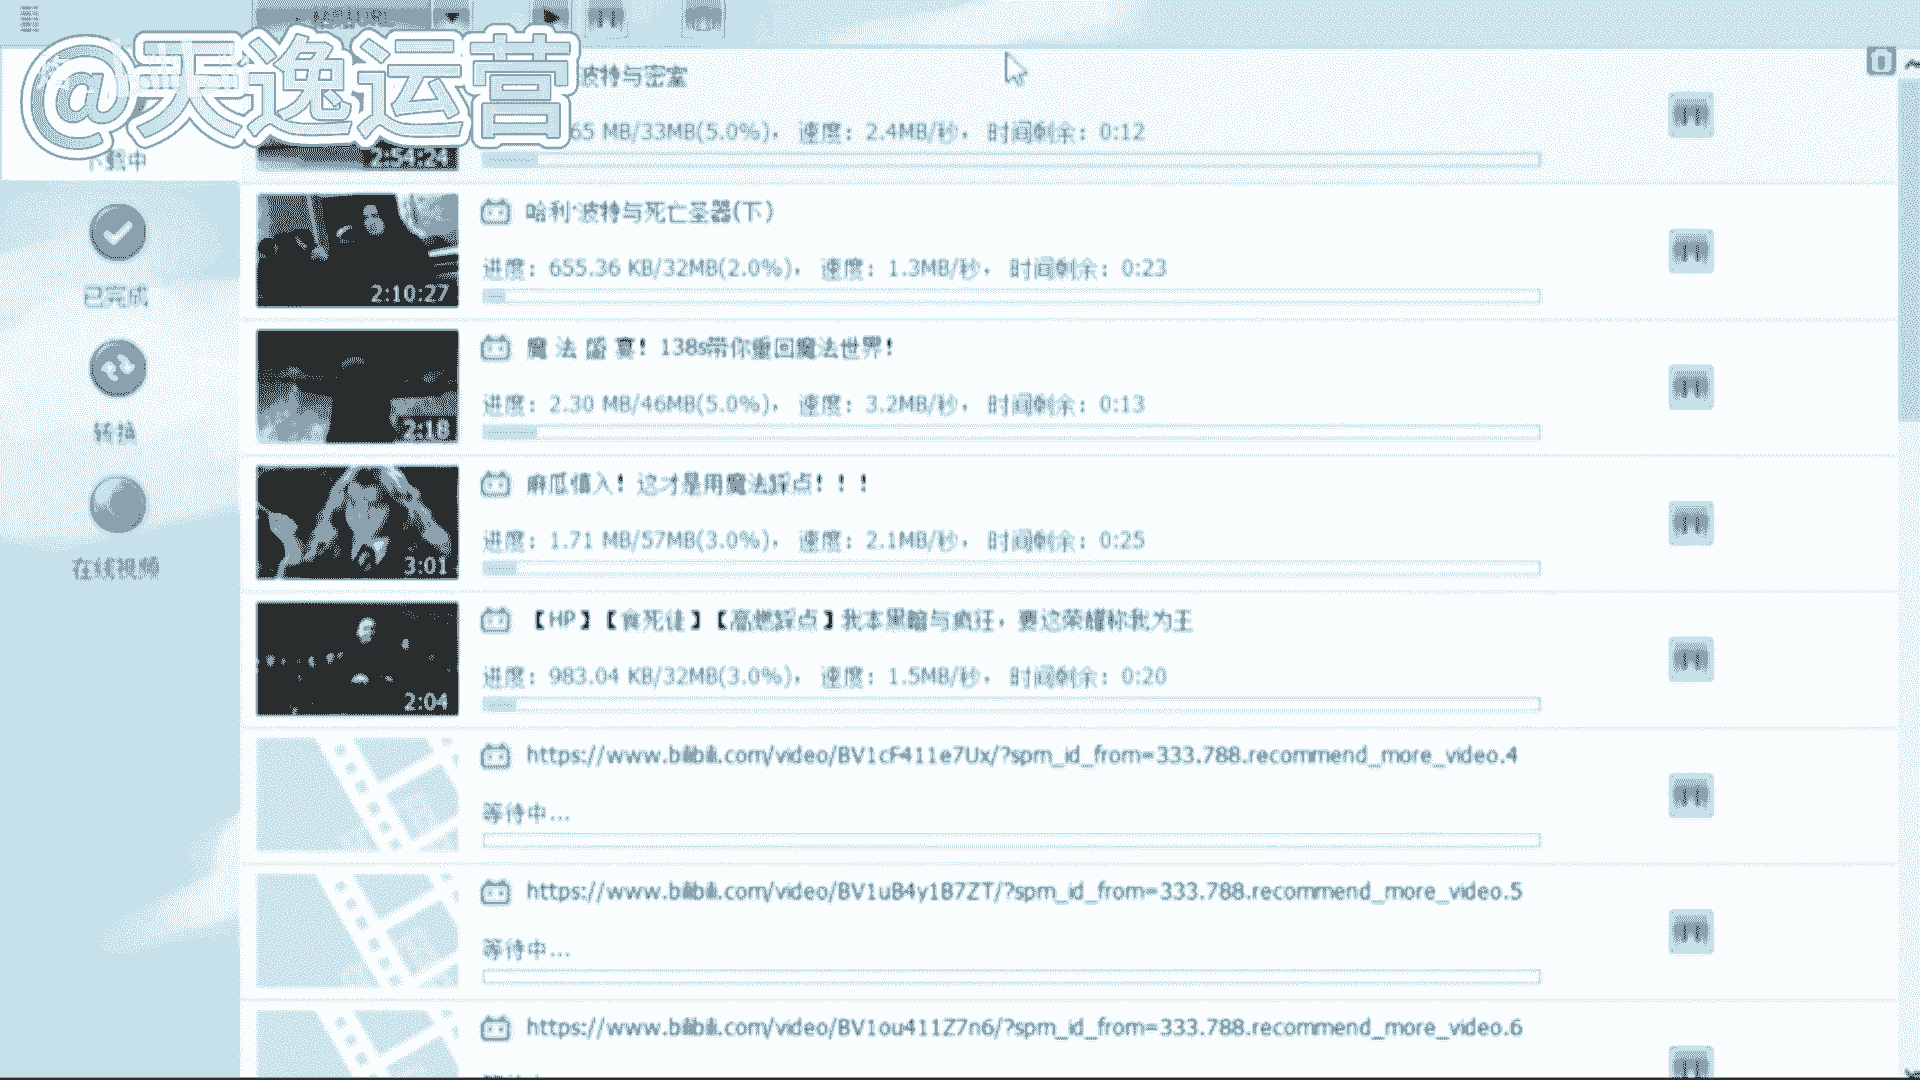 @天逸运营
波特与密室
65 MB/33MB(5.0%)， 速度: 2.4MB/秒， 时间剩余: 0:12
2:54:24
下载中
哈利·波特与死亡圣器(下)
进度: 655.36 KB/32MB(2.0%)， 速度: 1.3MB/秒， 时间剩余: 0:23
2:10:27
已完成
魔 法 盛 宴! 138s带你重回魔法世界!
进度: 2.30 MB/46MB(5.0%)， 速度: 3.2MB/秒， 时间剩余: 0:13
2:18
转换
麻瓜慎入! 这才是用魔法踩点! ! !
进度: 1.71 MB/57MB(3.0%)， 速度: 2.1MB/秒， 时间剩余: 0:25
3:01
在线视频
【HP】【食死徒】【高燃踩点】我本黑暗与疯狂，要这荣耀称我为王
进度: 983.04 KB/32MB(3.0%)， 速度: 1.5MB/秒， 时间剩余: 0:20
2:04
https://www.bilibili.com/video/BV1cF411e7Ux/?spm_id_from=333.788.recommend_more_video.4
等待中...
https://www.bilibili.com/video/BV1uB4y1B7ZT/?spm_id_from=333.788.recommend_more_video.5
等待中...
https://www.bilibili.com/video/BV1ou411Z7n6/?spm_id_from=333.788.recommend_more_video.6